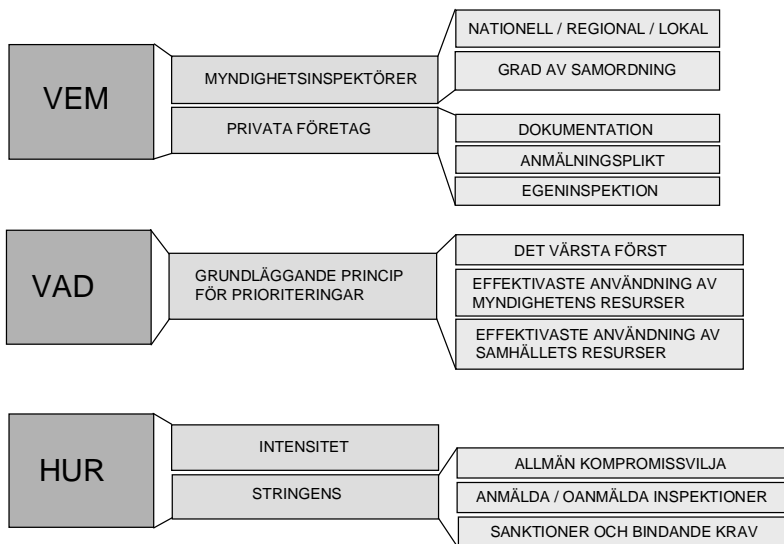 VEM
MYNDIGHETSINSPEKTÖRER
NATIONELL / REGIONAL / LOKAL
GRAD AV SAMORDNING
PRIVATA FÖRETAG
DOKUMENTATION
ANMÄLNINGSPLIKT
EGENINSPEKTION
VAD
GRUNDLÄGGANDE PRINCIP
FÖR PRIORITERINGAR
DET VÄRSTA FÖRST
EFFEKTIVASTE ANVÄNDNING AV
MYNDIGHETENS RESURSER
EFFEKTIVASTE ANVÄNDNING AV
SAMHÄLLETS RESURSER
HUR
INTENSITET
STRINGENS
ALLMÄN KOMPROMISSVILJA
ANMÄLDA / OANMÄLDA INSPEKTIONER
SANKTIONER OCH BINDANDE KRAV